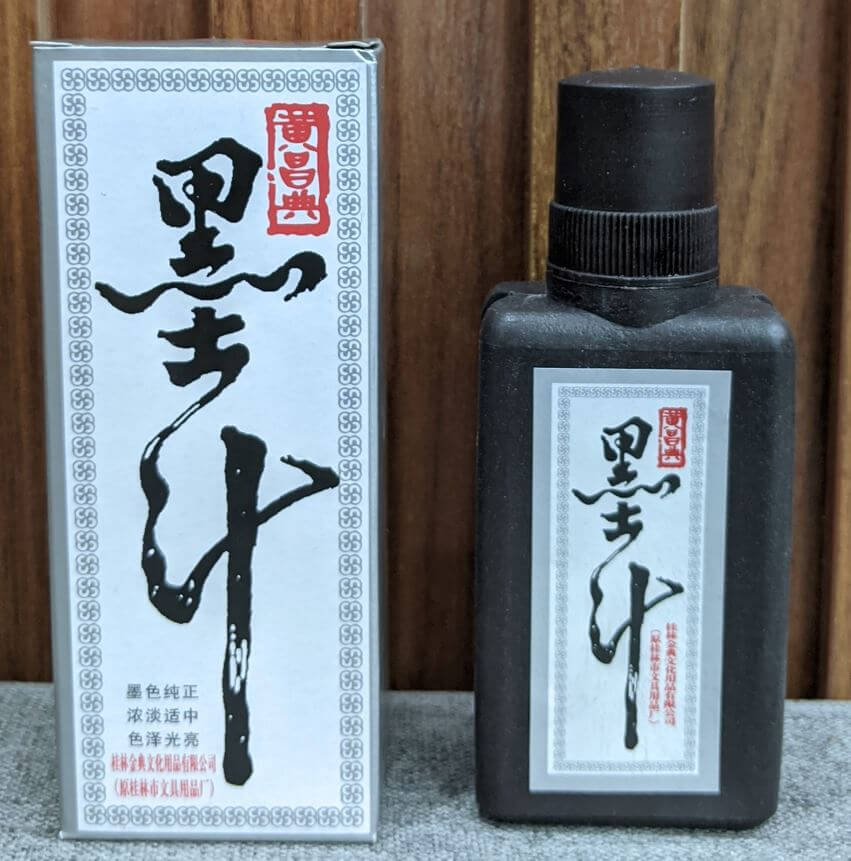 黄昌典
墨汁
墨色纯正
浓淡适中
色泽光亮
桂林金典文化用品有限公司
（原桂林市文具用品厂）
黄昌典
墨汁
桂林金典文化用品有限公司
（原桂林市文具用品厂）